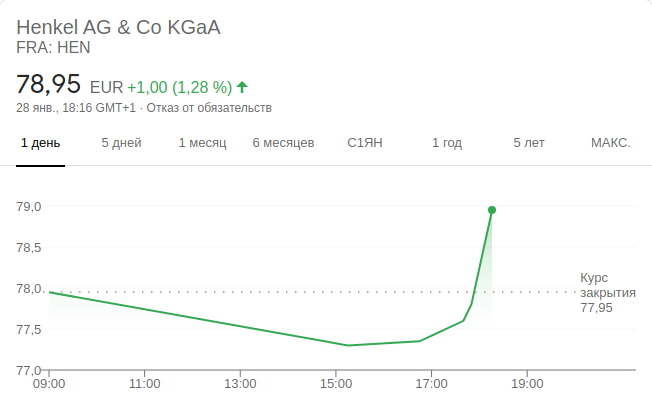 Henkel AG & Co KGaA
FRA: HEN
78,95 EUR +1,00 (1,28 %)
28 янв., 18:16 GMT+1 · Отказ от обязательств
1 день 5 дней 1 месяц 6 месяцев С1ЯН 1 год 5 лет МАКС.
79,0
78,5
78,0
77,5
77,0
Курс
закрытия
77,95
09:00 11:00 13:00 15:00 17:00 19:00